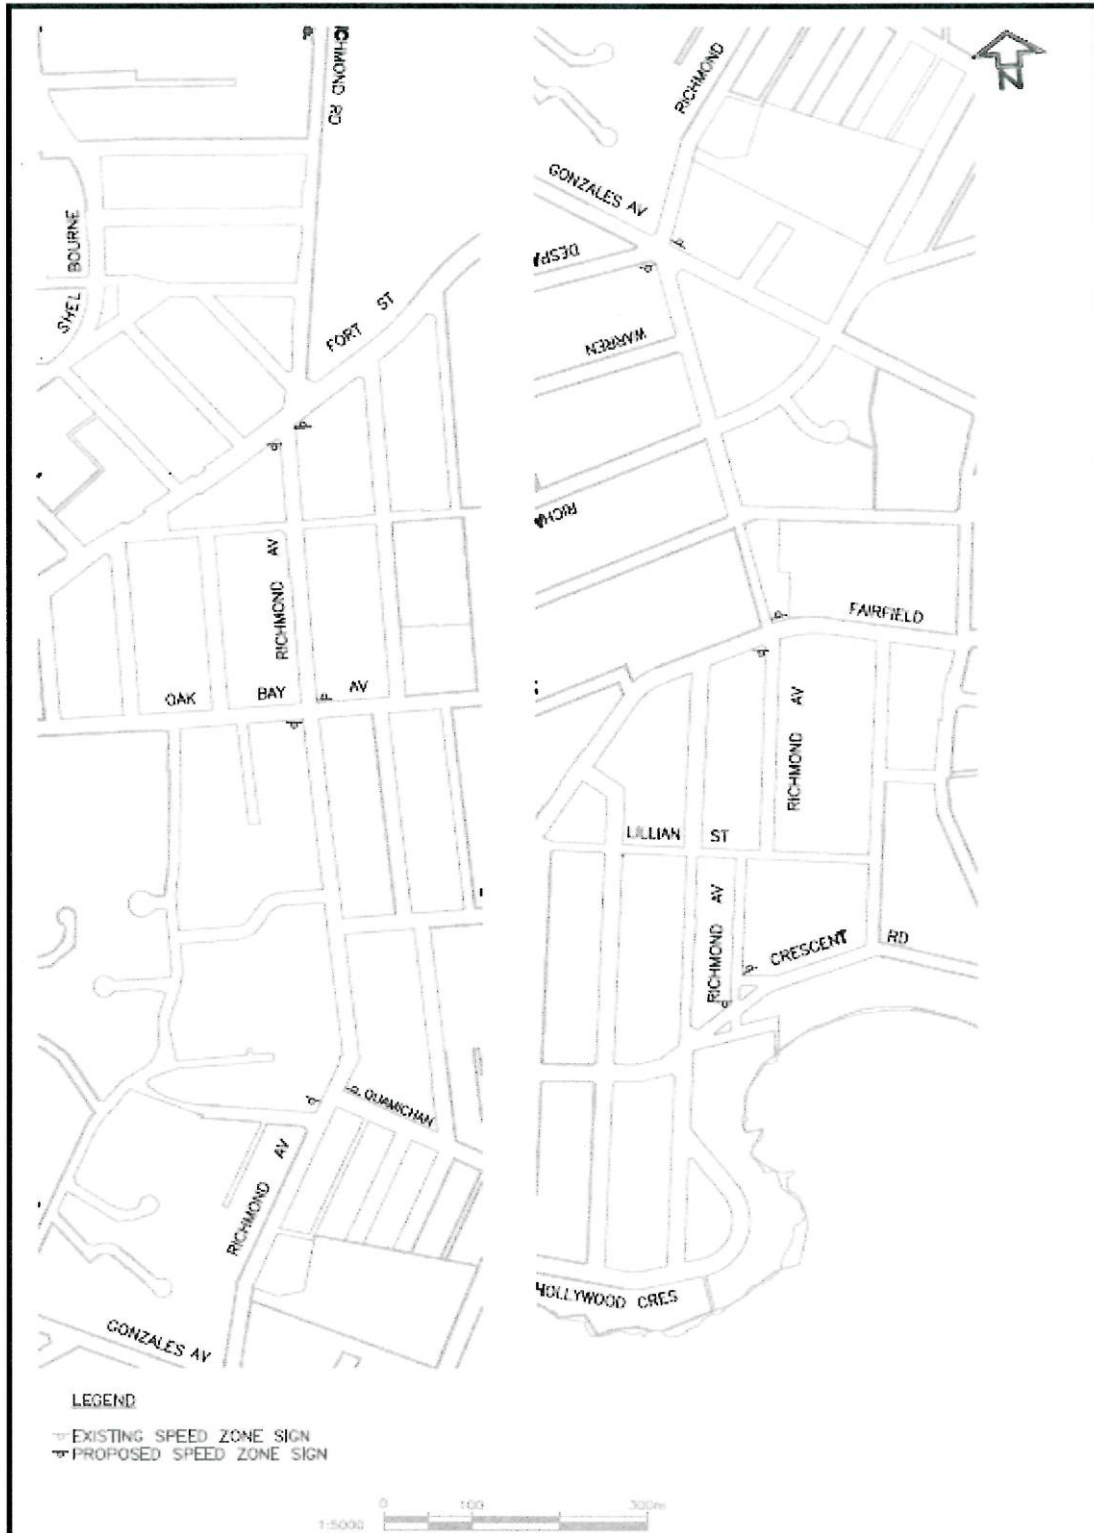 RICHMOND RD
SHELBOURNE
FORT ST
RICHMOND AV
OAK BAY AV
QUAMICHAN
RICHMOND AV
GONZALES AV
N
RICHMOND
GONZALES AV
DESPA
WARREN
RICHA
FAIRFIELD
RICHMOND AV
LILLIAN ST
RICHMOND AV
CRESCENT RD
HOLLYWOOD CRES
LEGEND
EXISTING SPEED ZONE SIGN
PROPOSED SPEED ZONE SIGN
0 100 300m
1:5000